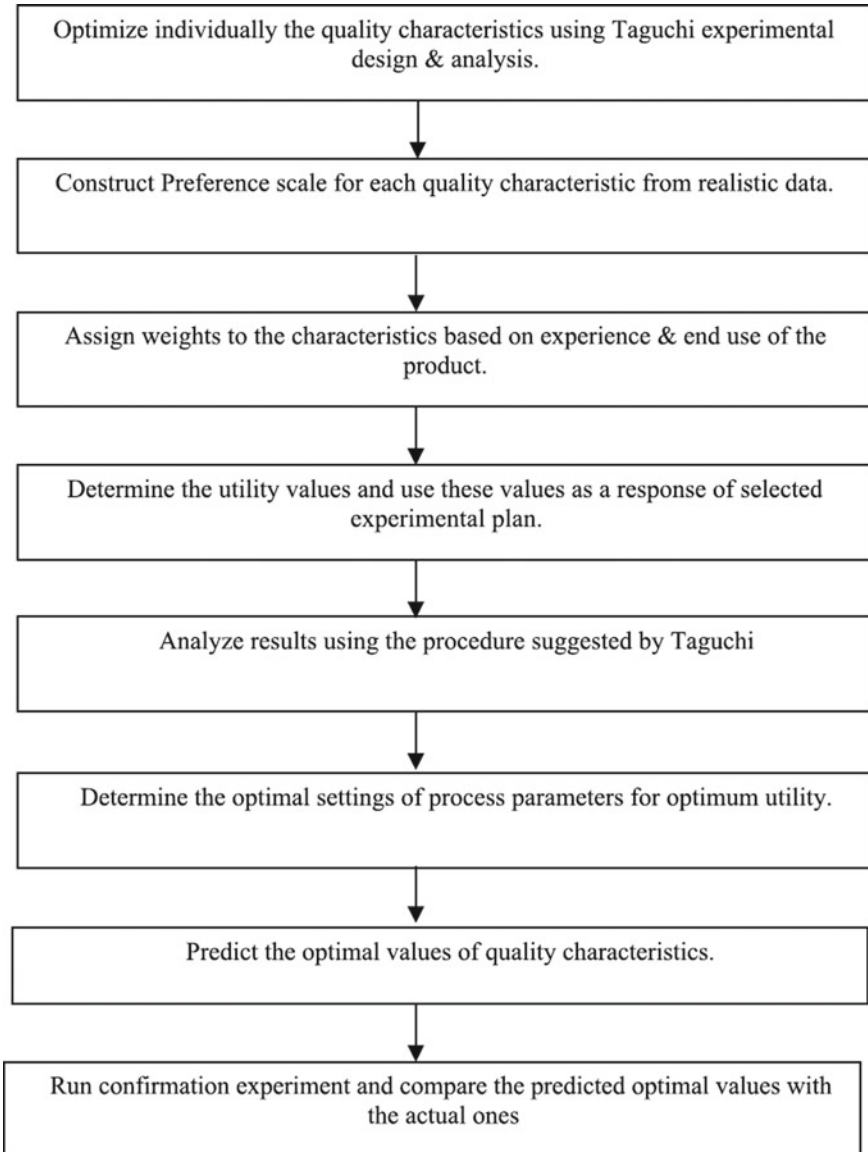 Optimize individually the quality characteristics using Taguchi experimental
design & analysis.
Construct Preference scale for each quality characteristic from realistic data.
Assign weights to the characteristics based on experience & end use of the
product.
Determine the utility values and use these values as a response of selected
experimental plan.
Analyze results using the procedure suggested by Taguchi
Determine the optimal settings of process parameters for optimum utility.
Predict the optimal values of quality characteristics.
Run confirmation experiment and compare the predicted optimal values with
the actual ones